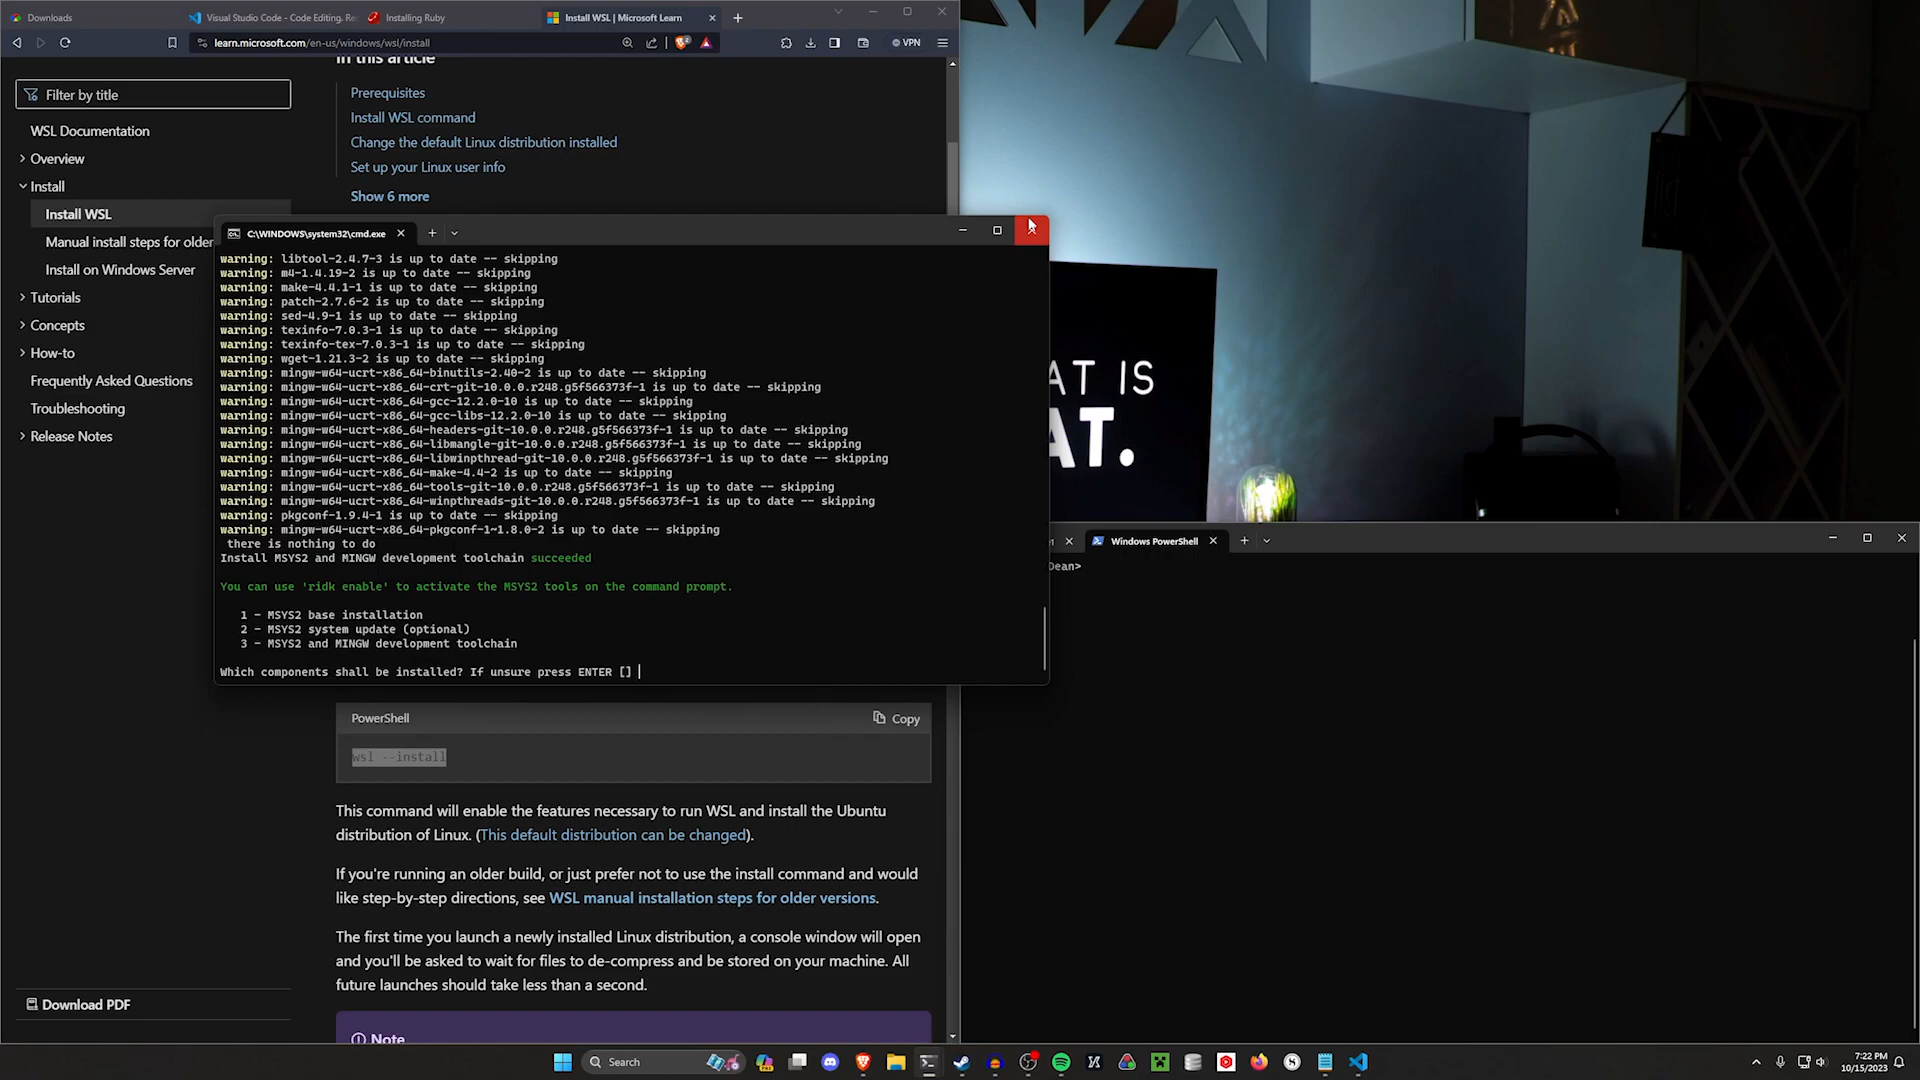 Downloads
Visual Studio Code - Code Editing. Re
Installing Ruby
Install WSL | Microsoft Learn
learn.microsoft.com/en-us/windows/wsl/install
VPN
Filter by title
WSL Documentation
Overview
Install
Install WSL
Manual install steps for older
Install on Windows Server
Tutorials
Concepts
How-to
Frequently Asked Questions
Troubleshooting
Release Notes
Download PDF
In this article
Prerequisites
Install WSL command
Change the default Linux distribution installed
Set up your Linux user info
Show 6 more
C:\WINDOWS\system32\cmd.exe
warning: libtool-2.4.7-3 is up to date -- skipping
warning: m4-1.4.19-2 is up to date -- skipping
warning: make-4.4.1-1 is up to date -- skipping
warning: patch-2.7.6-2 is up to date -- skipping
warning: sed-4.9-1 is up to date -- skipping
warning: texinfo-7.0.3-1 is up to date -- skipping
warning: texinfo-tex-7.0.3-1 is up to date -- skipping
warning: wget-1.21.3-2 is up to date -- skipping
warning: mingw-w64-ucrt-x86_64-binutils-2.40-2 is up to date -- skipping
warning: mingw-w64-ucrt-x86_64-crt-git-10.0.0.r248.g5f566373f-1 is up to date -- skipping
warning: mingw-w64-ucrt-x86_64-gcc-12.2.0-10 is up to date -- skipping
warning: mingw-w64-ucrt-x86_64-gcc-libs-12.2.0-10 is up to date -- skipping
warning: mingw-w64-ucrt-x86_64-headers-git-10.0.0.r248.g5f566373f-1 is up to date -- skipping
warning: mingw-w64-ucrt-x86_64-libmangle-git-10.0.0.r248.g5f566373f-1 is up to date -- skipping
warning: mingw-w64-ucrt-x86_64-libwinpthread-git-10.0.0.r248.g5f566373f-1 is up to date -- skipping
warning: mingw-w64-ucrt-x86_64-make-4.4-2 is up to date -- skipping
warning: mingw-w64-ucrt-x86_64-tools-git-10.0.0.r248.g5f566373f-1 is up to date -- skipping
warning: mingw-w64-ucrt-x86_64-winpthreads-git-10.0.0.r248.g5f566373f-1 is up to date -- skipping
warning: pkgconf-1.9.4-1 is up to date -- skipping
warning: mingw-w64-ucrt-x86_64-pkgconf-1~1.8.0-2 is up to date -- skipping
there is nothing to do
Install MSYS2 and MINGW development toolchain succeeded
You can use 'ridk enable' to activate the MSYS2 tools on the command prompt.
1 - MSYS2 base installation
2 - MSYS2 system update (optional)
3 - MSYS2 and MINGW development toolchain
Which components shall be installed? If unsure press ENTER []
PowerShell
Copy
wsl --install
This command will enable the features necessary to run WSL and install the Ubuntu
distribution of Linux. (This default distribution can be changed).
If you're running an older build, or just prefer not to use the install command and would
like step-by-step directions, see WSL manual installation steps for older versions.
The first time you launch a newly installed Linux distribution, a console window will open
and you'll be asked to wait for files to de-compress and be stored on your machine. All
future launches should take less than a second.
Note
AT IS
AT.
Windows PowerShell
Dean>
Search
7:22 PM
10/15/2023